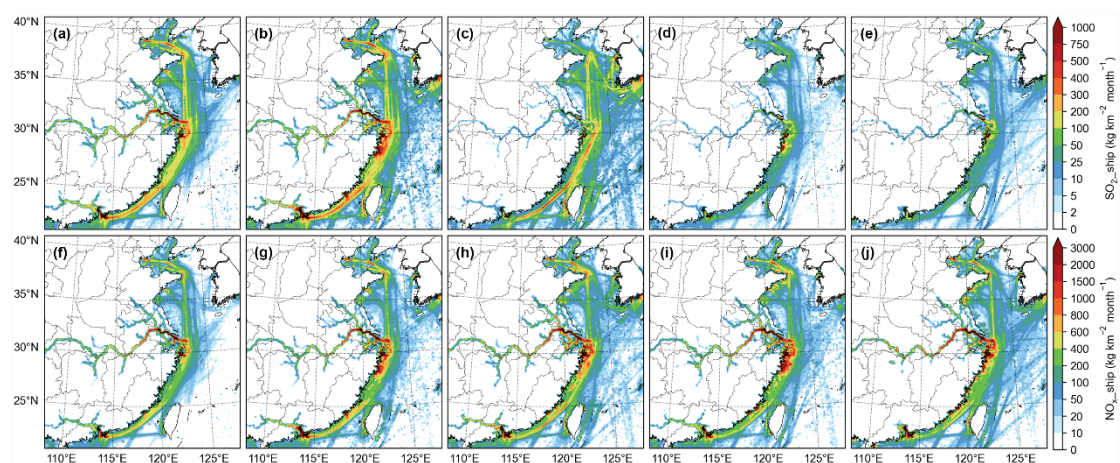 40°N
35°N
30°N
25°N
(a)
(b)
(c)
(d)
(e)
1000
750
500
400
300
200
100
50
25
10
5
2
0
SO₂_ship (kg km⁻² month⁻¹)
40°N
35°N
30°N
25°N
(f)
(g)
(h)
(i)
(j)
3000
2000
1000
800
600
400
200
100
50
20
10
0
NOₓ_ship (kg km⁻² month⁻¹)
110°E 115°E 120°E 125°E
110°E 115°E 120°E 125°E
110°E 115°E 120°E 125°E
110°E 115°E 120°E 125°E
110°E 115°E 120°E 125°E